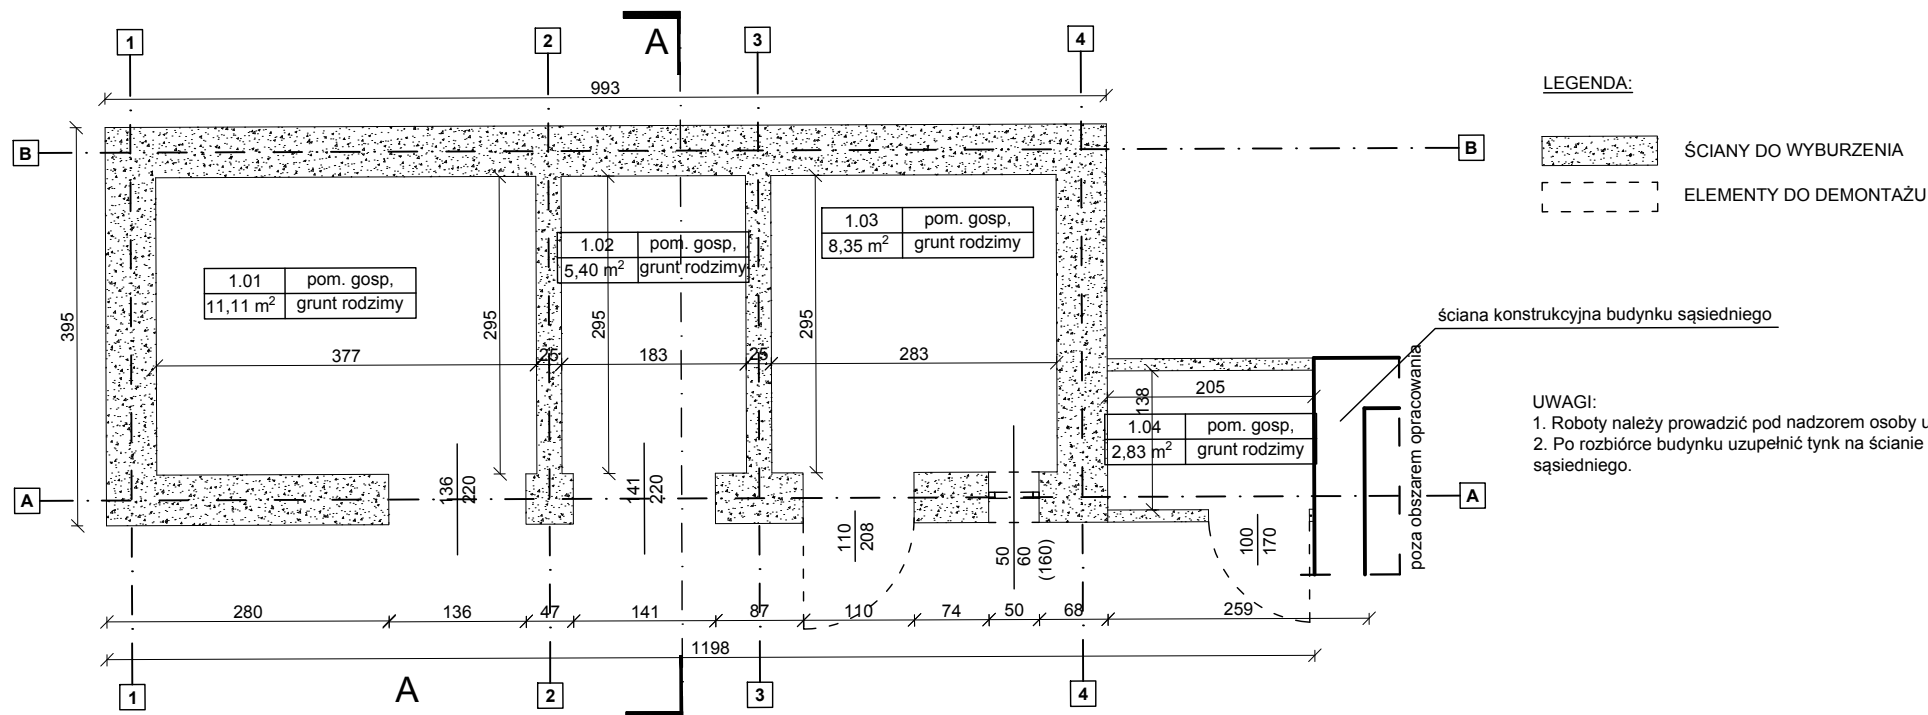 1
2
A
3
4
993
LEGENDA:
B
B
ŚCIANY DO WYBURZENIA
ELEMENTY DO DEMONTAŻU
1.01 pom. gosp,
11,11 m² grunt rodzimy
1.02 pom. gosp,
5,40 m² grunt rodzimy
1.03 pom. gosp,
8,35 m² grunt rodzimy
395
295
295
295
377
25
183
25
283
ściana konstrukcyjna budynku sąsiedniego
poza obszarem opracowania
205
138
1.04 pom. gosp,
2,83 m² grunt rodzimy
UWAGI:
1. Roboty należy prowadzić pod nadzorem osoby u
2. Po rozbiórce budynku uzupełnić tynk na ścianie
sąsiedniego.
A
A
136
220
141
220
110
208
50
60
(160)
100
170
280
136
47
141
87
110
74
50
68
259
1198
1
A
2
3
4